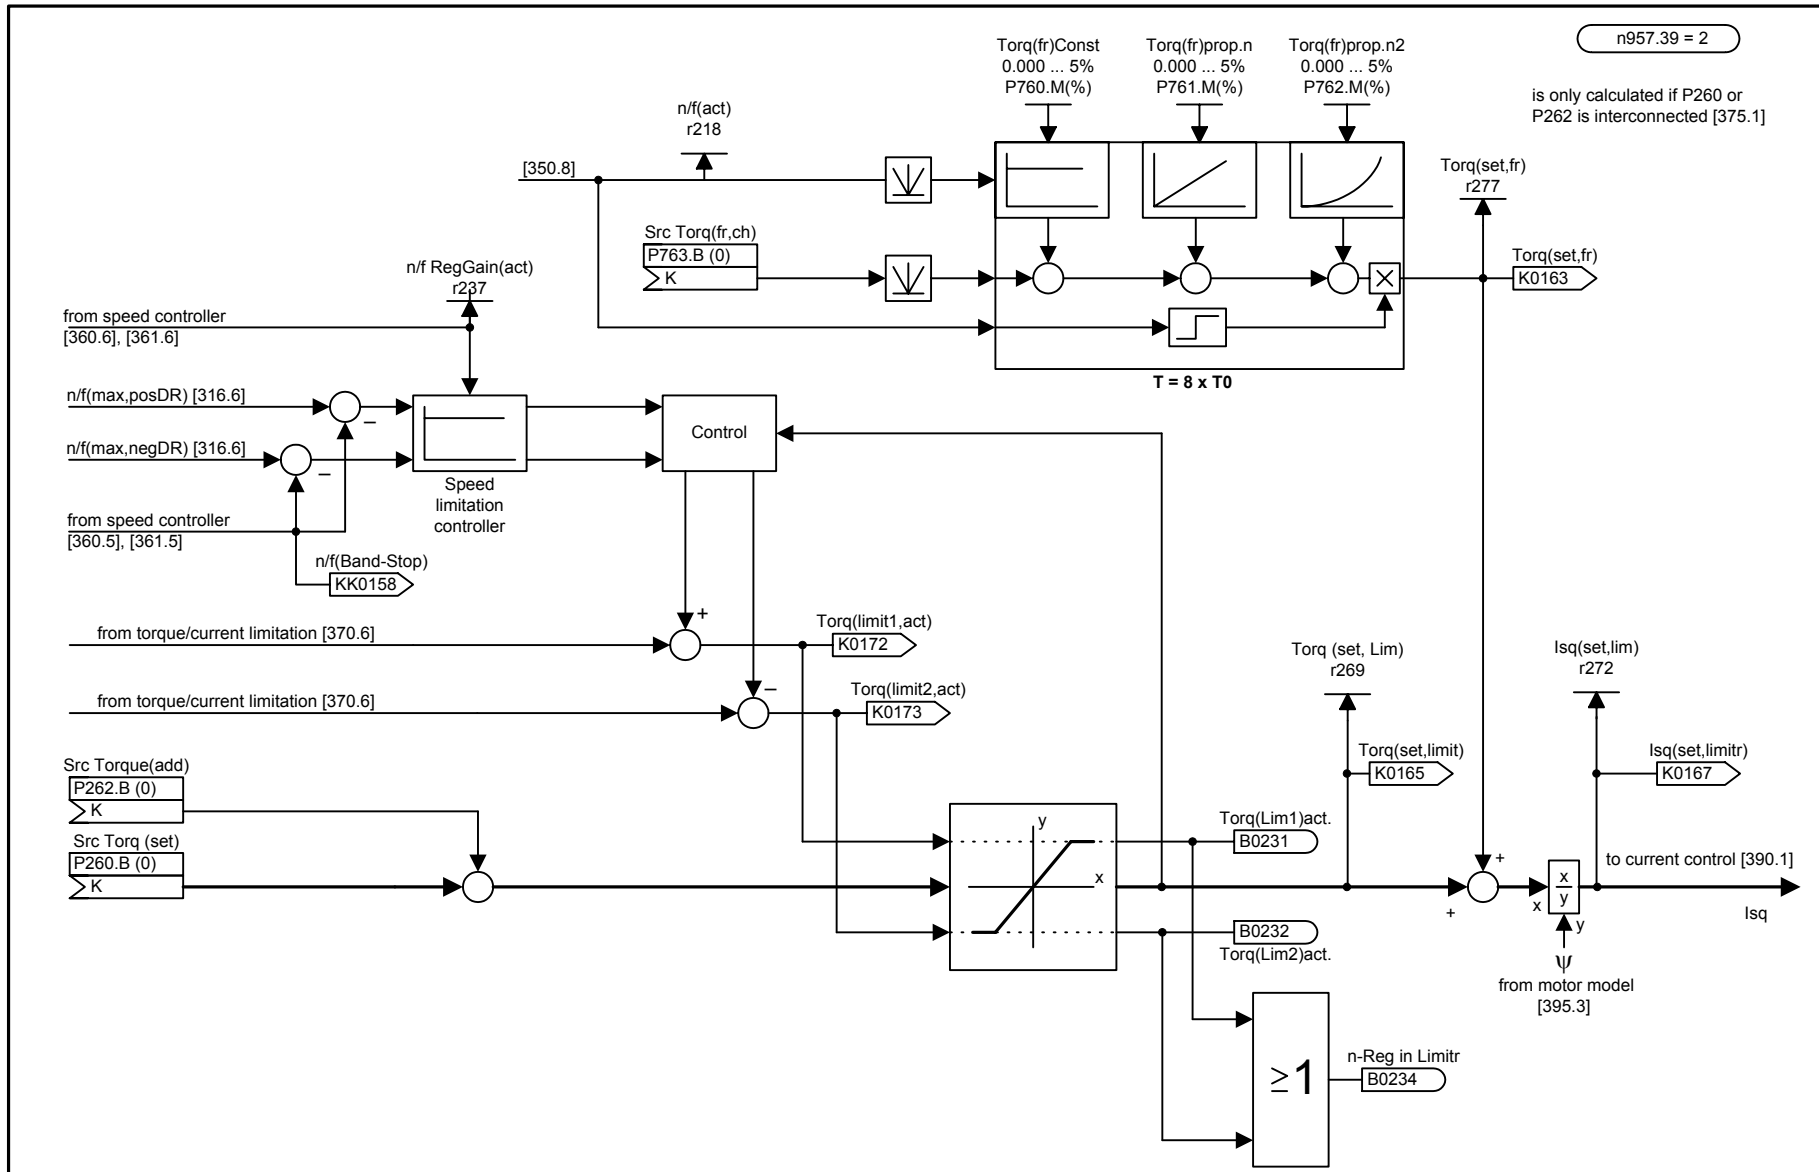 n957.39 = 2
is only calculated if P260 or
P262 is interconnected [375.1]
Torq(fr)Const
0.000 ... 5%
P760.M(%)
Torq(fr)prop.n
0.000 ... 5%
P761.M(%)
Torq(fr)prop.n2
0.000 ... 5%
P762.M(%)
n/f(act)
r218
[350.8]
Torq(set,fr)
r277
Src Torq(fr,ch)
P763.B (0)
K
Torq(set,fr)
K0163
n/f RegGain(act)
r237
from speed controller
[360.6], [361.6]
T = 8 x T0
n/f(max,posDR) [316.6]
–
n/f(max,negDR) [316.6]
–
Control
Speed
limitation
controller
from speed controller
[360.5], [361.5]
n/f(Band-Stop)
KK0158
+
from torque/current limitation [370.6]
Torq(limit1,act)
K0172
–
from torque/current limitation [370.6]
Torq(limit2,act)
K0173
Torq (set, Lim)
r269
Isq(set,lim)
r272
Torq(set,limit)
K0165
Isq(set,limitr)
K0167
Src Torque(add)
P262.B (0)
K
Src Torq (set)
P260.B (0)
K
y
x
Torq(Lim1)act.
B0231
B0232
Torq(Lim2)act.
+
+
x
x
y
y
to current control [390.1]
Isq
ψ
from motor model
[395.3]
≥1
n-Reg in Limitr
B0234